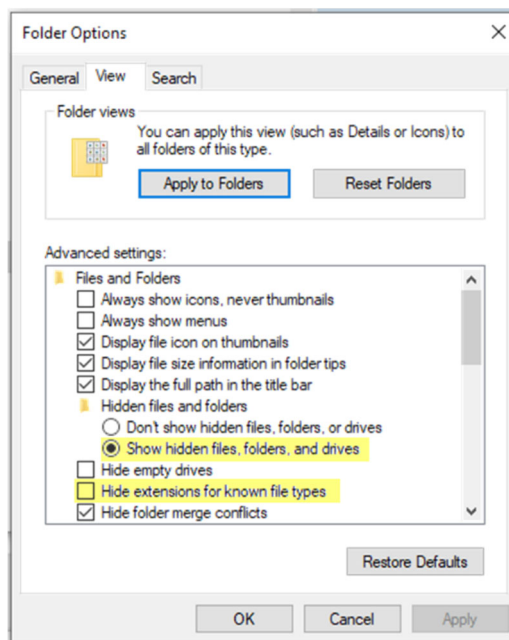 Folder Options
General
View
Search
Folder views
You can apply this view (such as Details or Icons) to
all folders of this type.
Apply to Folders
Reset Folders
Advanced settings:
Files and Folders
Always show icons, never thumbnails
Always show menus
Display file icon on thumbnails
Display file size information in folder tips
Display the full path in the title bar
Hidden files and folders
Don't show hidden files, folders, or drives
Show hidden files, folders, and drives
Hide empty drives
Hide extensions for known file types
Hide folder merge conflicts
Restore Defaults
OK
Cancel
Apply